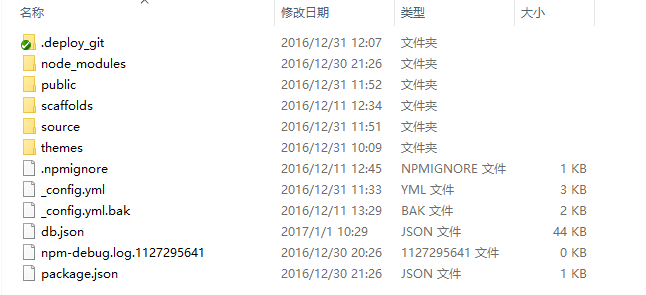 名称 修改日期 类型 大小
.deploy_git 2016/12/31 12:07 文件夹
node_modules 2016/12/30 21:26 文件夹
public 2016/12/31 11:52 文件夹
scaffolds 2016/12/11 12:34 文件夹
source 2016/12/31 11:51 文件夹
themes 2016/12/31 10:09 文件夹
.npmignore 2016/12/11 12:45 NPMIGNORE 文件 1 KB
_config.yml 2016/12/31 11:33 YML 文件 3 KB
_config.yml.bak 2016/12/11 13:29 BAK 文件 2 KB
db.json 2017/1/1 10:29 JSON 文件 44 KB
npm-debug.log.1127295641 2016/12/30 20:26 1127295641 文件 0 KB
package.json 2016/12/30 21:26 JSON 文件 1 KB